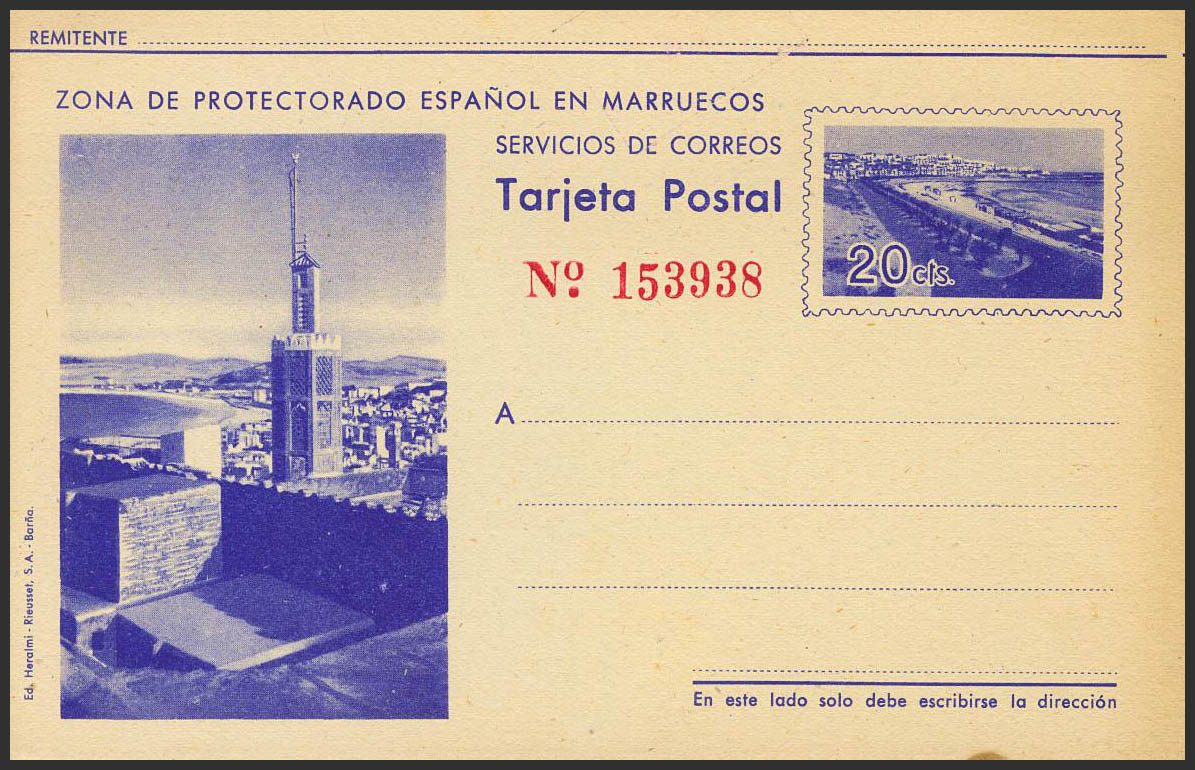 REMITENTE
ZONA DE PROTECTORADO ESPAÑOL EN MARRUECOS
SERVICIOS DE CORREOS
Tarjeta Postal
Nº 153938
20 cts.
A
En este lado solo debe escribirse la dirección
Ed. Heralmi - Rieusset, S.A. - Barña.